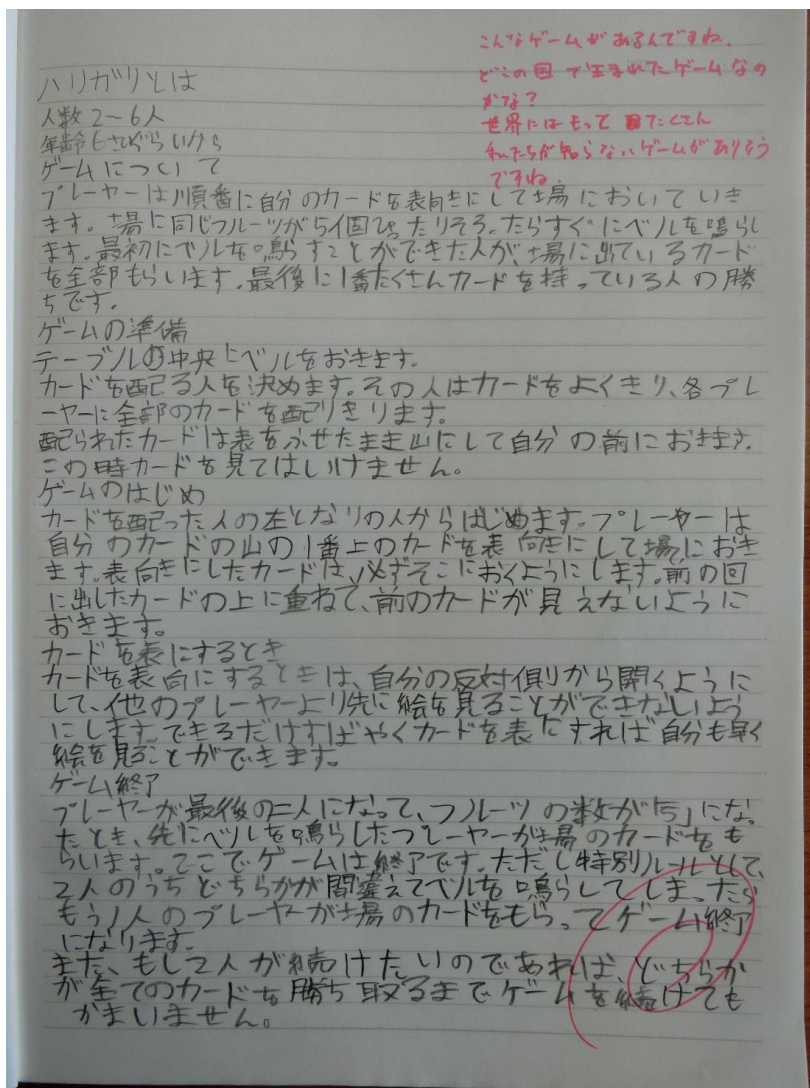 こんなゲームがあるんですね。
どこの国で生まれたゲームなの
かな?
世界にはもってたくさん
私たちが知らないゲームがありそう
ですね。
ハリガリとは
人数2〜6人
年齢6さいぐらいから
ゲームについて
プレーヤーは順番に自分のカードを表向きにして場においていき
ます。場に同じフルーツが5個ぴったりそろったらすぐにベルを鳴らし
ます。最初にベルを鳴らすことができた人が、場に出ているカード
を全部もらいます。最後に1番たくさんカードを持っている人の勝
ちです。
ゲームの準備
テーブルの中央にベルをおきます。
カードを配る人を決めます。その人はカードをよくきり、各プレ
ーヤーに全部のカードを配りきります。
配られたカードは表をふせたまま山にして自分の前におきます。
この時カードを見てはいけません。
ゲームのはじめ
カードを配った人の左となりの人からはじめます。プレーヤーは
自分のカードの山の1番上のカードを表向きにして場におき
ます。表向きにしたカードは、必ずそこにおくようにします。前の回
に出したカードの上に重ねて、前のカードが見えないように
おきます。
カードを表にするとき
カードを表向にするときは、自分の反対側から開くように
して、他のプレーヤーより先に絵を見ることができないよう
にします。できるだけすばやくカードを表にすれば自分も早く
絵を見ることができます。
ゲーム終了
プレーヤーが最後の二人になって、フルーツの数が「5」になっ
たとき、先にベルを鳴らしたプレーヤーが場のカードをも
らいます。ここでゲームは終了です。ただし特別ルールとして、
2人のうちどちらかが間違えてベルを鳴らしてしまったら
もう1人のプレーヤーが場のカードをもらってゲーム終了
になります。
また、もし2人が続けたいのであれば、どちらか
が全てのカードを勝ち取るまでゲームを続けても
かまいません。